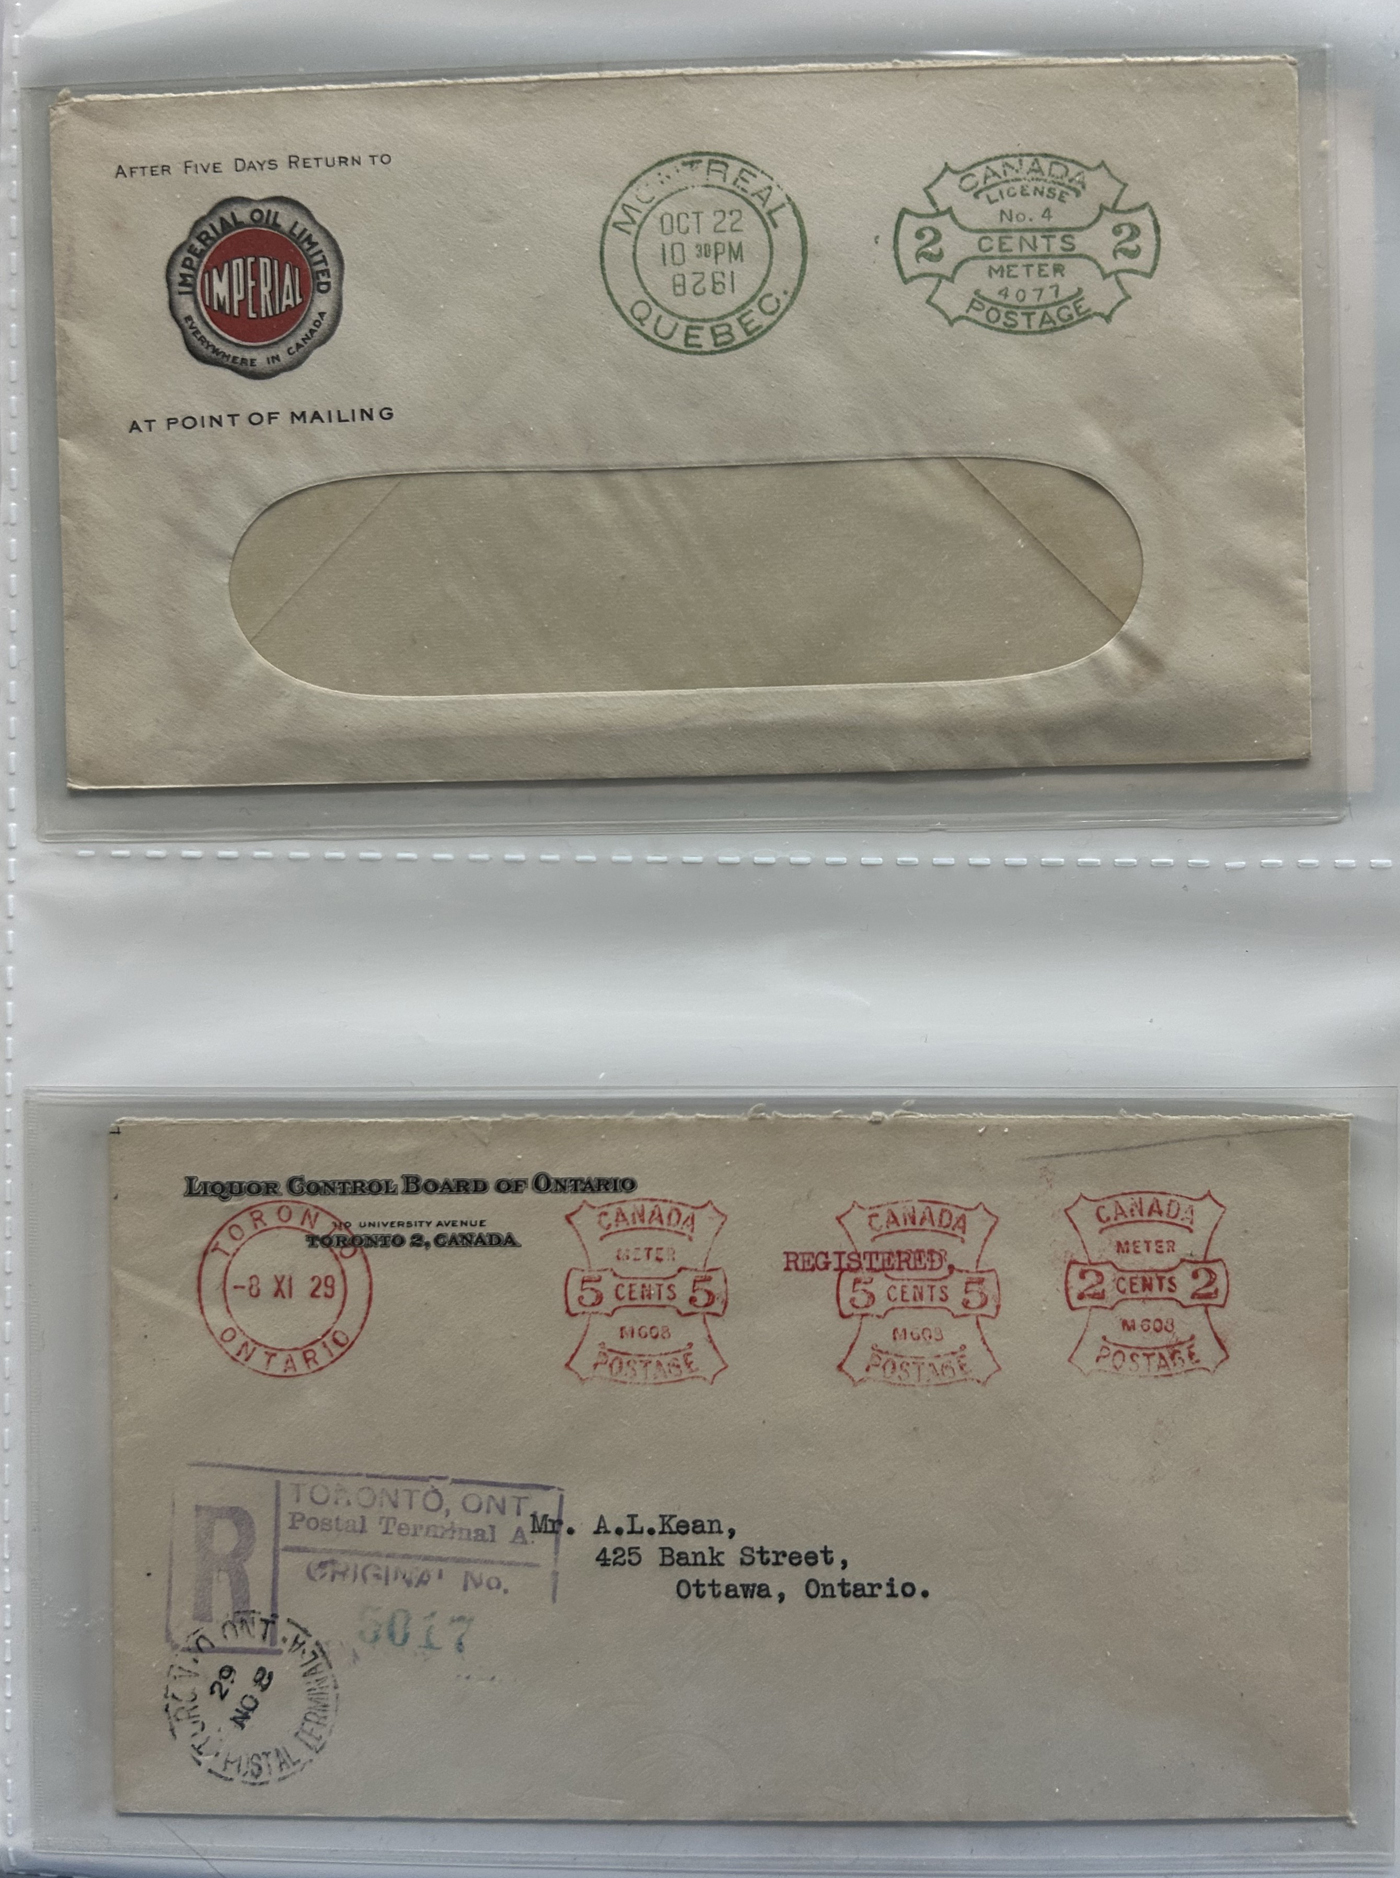 AFTER FIVE DAYS RETURN TO
IMPERIAL OIL LIMITED
IMPERIAL
EVERYWHERE IN CANADA
AT POINT OF MAILING
MONTREAL
OCT 22
10 30 PM
8261
QUEBEC.
CANADA
LICENSE
No. 4
2 CENTS 2
METER
4077
POSTAGE
LIQUOR CONTROL BOARD OF ONTARIO
UNIVERSITY AVENUE
TORONTO 2, CANADA
TORONTO
-8 XI 29
ONTARIO
CANADA
METER
5 CENTS 5
M608
POSTAGE
REGISTERED,
CANADA
5 CENTS 5
M608
POSTAGE
CANADA
METER
2 CENTS 2
M608
POSTAGE
R
TORONTO, ONT.
Postal Terminal A.
ORIGINAL No.
5017
Mr. A.L.Kean,
425 Bank Street,
Ottawa, Ontario.
TORONTO ONT.
29
NO 8
POSTAL TERMINAL A